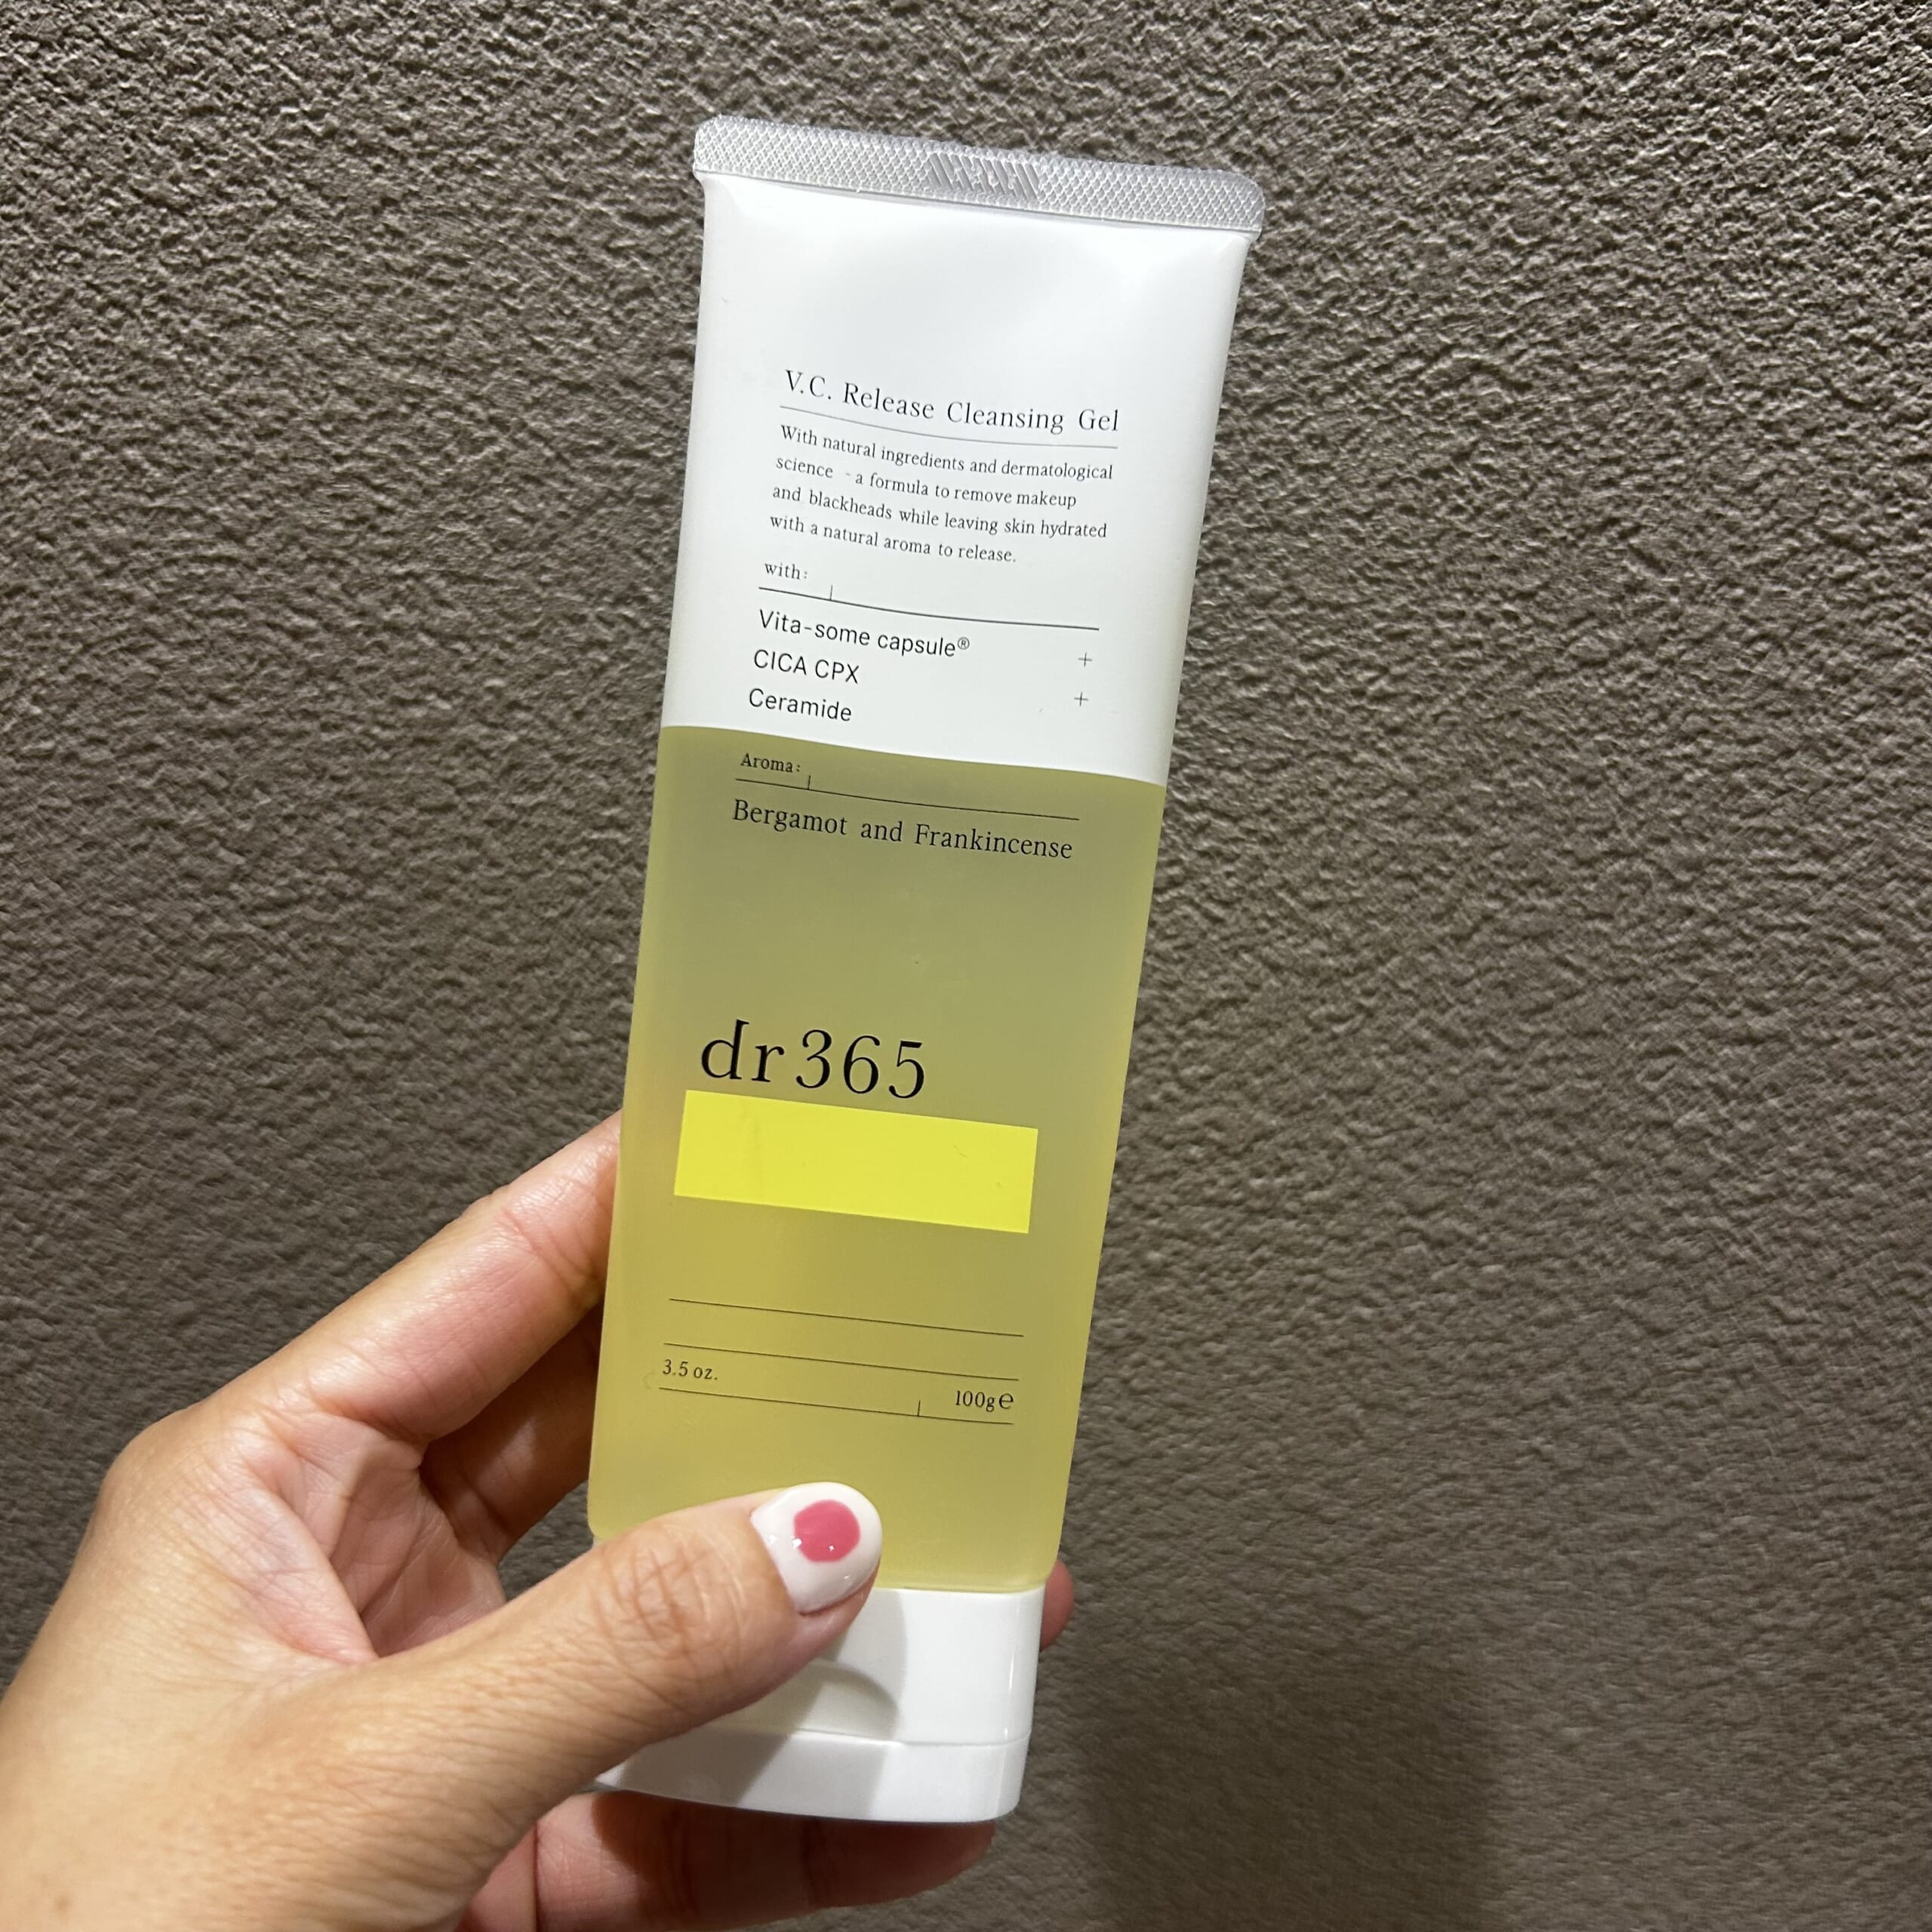 V.C. Release Cleansing Gel
With natural ingredients and dermatological
science - a formula to remove makeup
and blackheads while leaving skin hydrated
with a natural aroma to release.
with:
Vita-some capsule® +
CICA CPX +
Ceramide
Aroma:
Bergamot and Frankincense
dr365
3.5 oz. 100g℮